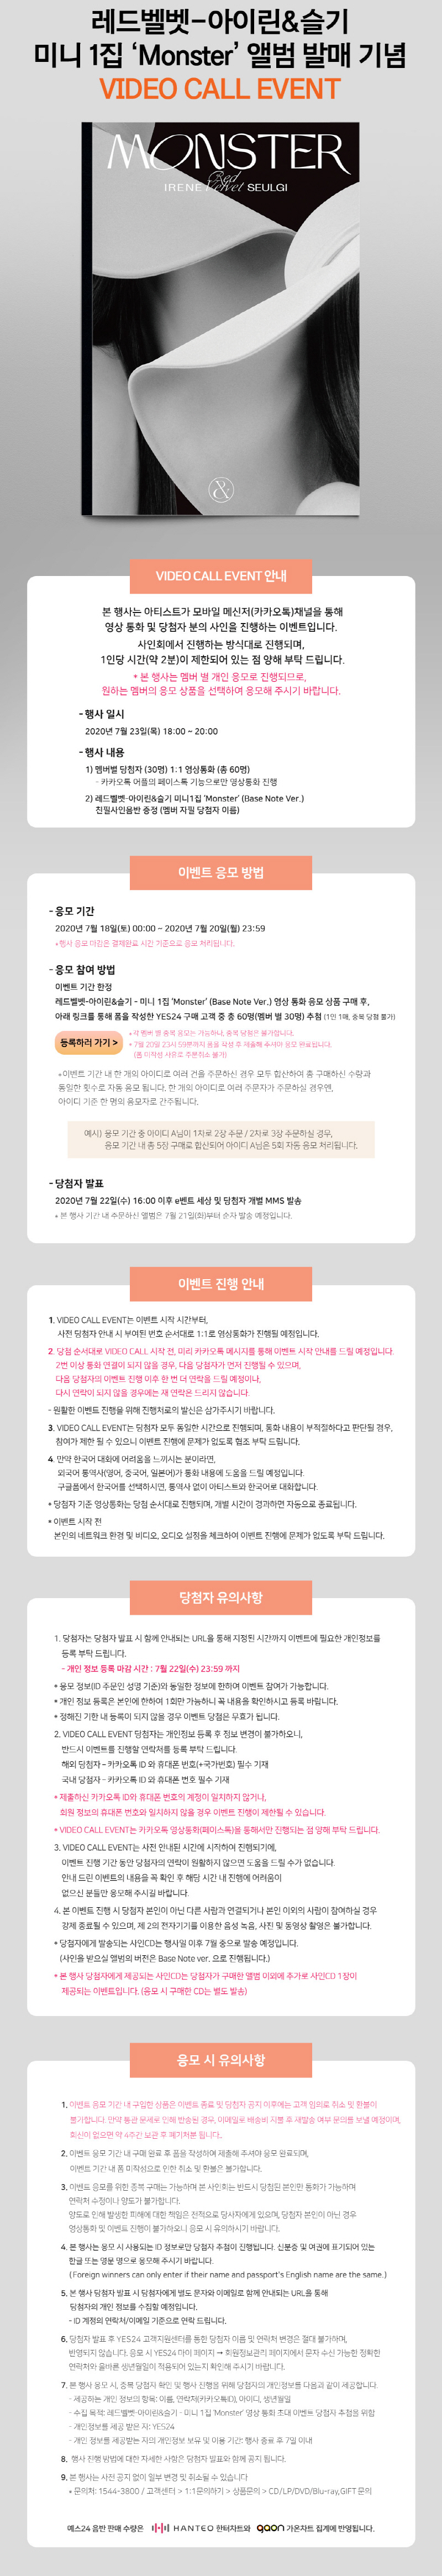 레드벨벳-아이린&슬기
미니 1집 ‘Monster’ 앨범 발매 기념
VIDEO CALL EVENT
MONSTER
IRENE Red Velvet SEULGI
&
VIDEO CALL EVENT 안내
본 행사는 아티스트가 모바일 메신저(카카오톡)채널을 통해
영상 통화 및 당첨자 분의 사인을 진행하는 이벤트입니다.
사인회에서 진행하는 방식대로 진행되며,
1인당 시간(약 2분)이 제한되어 있는 점 양해 부탁 드립니다.
* 본 행사는 멤버 별 개인 응모로 진행되므로,
원하는 멤버의 응모 상품을 선택하여 응모해 주시기 바랍니다.
- 행사 일시
2020년 7월 23일(목) 18:00 ~ 20:00
- 행사 내용
1) 멤버별 당첨자 (30명) 1:1 영상통화 (총 60명)
- 카카오톡 어플의 페이스톡 기능으로만 영상통화 진행
2) 레드벨벳-아이린&슬기 미니1집 ‘Monster’ (Base Note Ver.)
친필사인음반 증정 (멤버 자필 당첨자 이름)
이벤트 응모 방법
- 응모 기간
2020년 7월 18일(토) 00:00 ~ 2020년 7월 20일(월) 23:59
*행사 응모 마감은 결제완료 시간 기준으로 응모 처리됩니다.
- 응모 참여 방법
이벤트 기간 한정
레드벨벳-아이린&슬기 - 미니 1집 ‘Monster’ (Base Note Ver.) 영상 통화 응모 상품 구매 후,
아래 링크를 통해 폼을 작성한 YES24 구매 고객 중 총 60명(멤버 별 30명) 추첨 (1인 1매, 중복 당첨 불가)
등록하러 가기 >
*각 멤버 별 중복 응모는 가능하나, 중복 당첨은 불가합니다.
* 7월 20일 23시 59분까지 폼을 작성 후 제출해 주셔야 응모 완료됩니다.
(폼 미작성 사유로 주문취소 불가)
*이벤트 기간 내 한 개의 아이디로 여러 건을 주문하신 경우 모두 합산하여 총 구매하신 수량과
동일한 횟수로 자동 응모 됩니다. 한 개의 아이디로 여러 주문자가 주문하실 경우엔,
아이디 기준 한 명의 응모자로 간주됩니다.
예시) 응모 기간 중 아이디 A님이 1차로 2장 주문 / 2차로 3장 주문하실 경우,
응모 기간 내 총 5장 구매로 합산되어 아이디 A님은 5회 자동 응모 처리됩니다.
- 당첨자 발표
2020년 7월 22일(수) 16:00 이후 e벤트 세상 및 당첨자 개별 MMS 발송
* 본 행사 기간 내 주문하신 앨범은 7월 21일(화)부터 순차 발송 예정입니다.
이벤트 진행 안내
1. VIDEO CALL EVENT는 이벤트 시작 시간부터,
사전 당첨자 안내 시 부여된 번호 순서대로 1:1로 영상통화가 진행될 예정입니다.
2. 당첨 순서대로 VIDEO CALL 시작 전, 미리 카카오톡 메시지를 통해 이벤트 시작 안내를 드릴 예정입니다.
2번 이상 통화 연결이 되지 않을 경우, 다음 당첨자가 먼저 진행될 수 있으며,
다음 당첨자의 이벤트 진행 이후 한 번 더 연락을 드릴 예정이나,
다시 연락이 되지 않을 경우에는 재 연락은 드리지 않습니다.
- 원활한 이벤트 진행을 위해 진행처로의 발신은 삼가주시기 바랍니다.
3. VIDEO CALL EVENT는 당첨자 모두 동일한 시간으로 진행되며, 통화 내용이 부적절하다고 판단될 경우,
참여가 제한 될 수 있으니 이벤트 진행에 문제가 없도록 협조 부탁 드립니다.
4. 만약 한국어 대화에 어려움을 느끼시는 분이라면,
외국어 통역사(영어, 중국어, 일본어)가 통화 내용에 도움을 드릴 예정입니다.
구글폼에서 한국어를 선택하시면, 통역사 없이 아티스트와 한국어로 대화합니다.
* 당첨자 기준 영상통화는 당첨 순서대로 진행되며, 개별 시간이 경과하면 자동으로 종료됩니다.
* 이벤트 시작 전
본인의 네트워크 환경 및 비디오, 오디오 설정을 체크하여 이벤트 진행에 문제가 없도록 부탁 드립니다.
당첨자 유의사항
1. 당첨자는 당첨자 발표 시 함께 안내되는 URL을 통해 지정된 시간까지 이벤트에 필요한 개인정보를
등록 부탁 드립니다.
- 개인 정보 등록 마감 시간 : 7월 22일(수) 23:59 까지
* 응모 정보(ID 주문인 성명 기준)와 동일한 정보에 한하여 이벤트 참여가 가능합니다.
* 개인 정보 등록은 본인에 한하여 1회만 가능하니 꼭 내용을 확인하시고 등록 바랍니다.
* 정해진 기한 내 등록이 되지 않을 경우 이벤트 당첨은 무효가 됩니다.
2. VIDEO CALL EVENT 당첨자는 개인정보 등록 후 정보 변경이 불가하오니,
반드시 이벤트를 진행할 연락처를 등록 부탁 드립니다.
해외 당첨자 – 카카오톡 ID 와 휴대폰 번호(+국가번호) 필수 기재
국내 당첨자 – 카카오톡 ID 와 휴대폰 번호 필수 기재
* 제출하신 카카오톡 ID와 휴대폰 번호의 계정이 일치하지 않거나,
회원 정보의 휴대폰 번호와 일치하지 않을 경우 이벤트 진행이 제한될 수 있습니다.
* VIDEO CALL EVENT는 카카오톡 영상통화(페이스톡)을 통해서만 진행되는 점 양해 부탁 드립니다.
3. VIDEO CALL EVENT는 사전 안내된 시간에 시작하여 진행되기에,
이벤트 진행 기간 동안 당첨자의 연락이 원활하지 않으면 도움을 드릴 수가 없습니다.
안내 드린 이벤트의 내용을 꼭 확인 후 해당 시간 내 진행에 어려움이
없으신 분들만 응모해 주시길 바랍니다.
4. 본 이벤트 진행 시 당첨자 본인이 아닌 다른 사람과 연결되거나 본인 이외의 사람이 참여하실 경우
강제 종료될 수 있으며, 제 2의 전자기기를 이용한 음성 녹음, 사진 및 동영상 촬영은 불가합니다.
* 당첨자에게 발송되는 사인CD는 행사일 이후 7월 중으로 발송 예정입니다.
(사인을 받으실 앨범의 버전은 Base Note ver. 으로 진행됩니다.)
* 본 행사 당첨자에게 제공되는 사인CD는 당첨자가 구매한 앨범 이외에 추가로 사인CD 1장이
제공되는 이벤트입니다. (응모 시 구매한 CD는 별도 발송)
응모 시 유의사항
1. 이벤트 응모 기간 내 구입한 상품은 이벤트 종료 및 당첨자 공지 이후에는 고객 임의로 취소 및 환불이
불가합니다. 만약 통관 문제로 인해 반송된 경우, 이메일로 배송비 지불 후 재발송 여부 문의를 보낼 예정이며,
회신이 없으면 약 4주간 보관 후 폐기처분 됩니다.
2. 이벤트 응모 기간 내 구매 완료 후 폼을 작성하여 제출해 주셔야 응모 완료되며,
이벤트 기간 내 폼 미작성으로 인한 취소 및 환불은 불가합니다.
3. 이벤트 응모를 위한 중복 구매는 가능하며 본 사인회는 반드시 당첨된 본인만 통화가 가능하며
연락처 수정이나 양도가 불가합니다.
양도로 인해 발생한 피해에 대한 책임은 전적으로 당사자에게 있으며, 당첨자 본인이 아닌 경우
영상통화 및 이벤트 진행이 불가하오니 응모 시 유의하시기 바랍니다.
4. 본 행사는 응모 시 사용되는 ID 정보로만 당첨자 추첨이 진행됩니다. 신분증 및 여권에 표기되어 있는
한글 또는 영문 명으로 응모해 주시기 바랍니다.
(Foreign winners can only enter if their name and passport's English name are the same.)
5. 본 행사 당첨자 발표 시 당첨자에게 별도 문자와 이메일로 함께 안내되는 URL을 통해
당첨자의 개인 정보를 수집할 예정입니다.
- ID 계정의 연락처/이메일 기준으로 연락 드립니다.
6. 당첨자 발표 후 YES24 고객지원센터를 통한 당첨자 이름 및 연락처 변경은 절대 불가하며,
반영되지 않습니다. 응모 시 YES24 마이 페이지 → 회원정보관리 페이지에서 문자 수신 가능한 정확한
연락처와 올바른 생년월일이 적용되어 있는지 확인해 주시기 바랍니다.
7. 본 행사 응모 시, 중복 당첨자 확인 및 행사 진행을 위해 당첨자의 개인정보를 다음과 같이 제공합니다.
- 제공하는 개인 정보의 항목: 이름, 연락처(카카오톡ID), 아이디, 생년월일
- 수집 목적: 레드벨벳-아이린&슬기 - 미니 1집 ‘Monster’ 영상 통화 초대 이벤트 당첨자 추첨을 위함
- 개인정보를 제공 받은 자: YES24
- 개인 정보를 제공받는 자의 개인정보 보유 및 이용 기간: 행사 종료 후 7일 이내
8. 행사 진행 방법에 대한 자세한 사항은 당첨자 발표와 함께 공지 됩니다.
9. 본 행사는 사전 공지 없이 일부 변경 및 취소될 수 있습니다
* 문의처: 1544-3800 / 고객센터 > 1:1문의하기 > 상품문의 > CD/LP/DVD/Blu-ray,GIFT 문의
예스24 음반 판매 수량은 HANTEO 한터차트와 gaon 가온차트 집계에 반영됩니다.